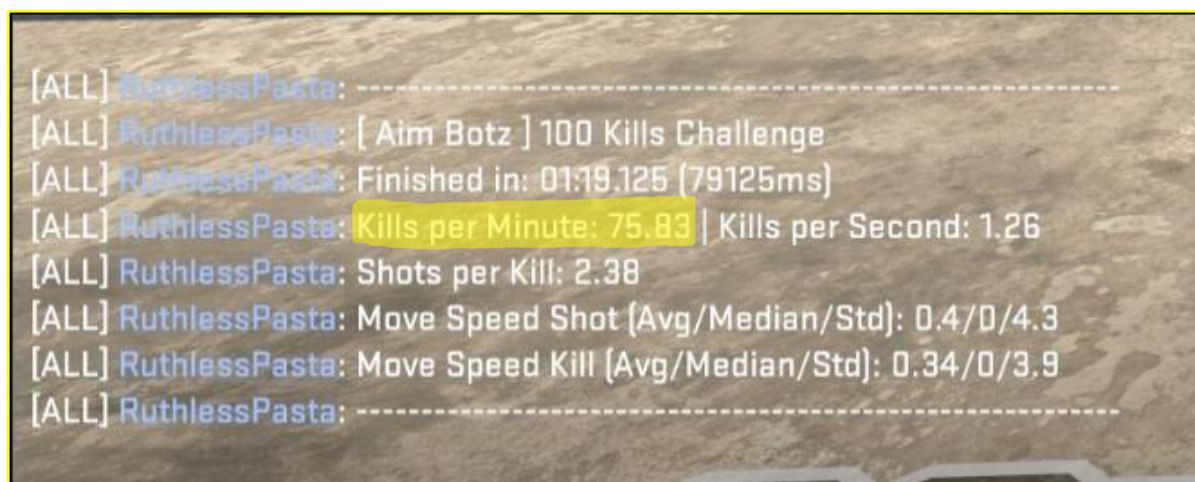 [ALL] RuthlessPasta: -----------------------------------------------------------
[ALL] RuthlessPasta: [ Aim Botz ] 100 Kills Challenge
[ALL] RuthlessPasta: Finished in: 01:19.125 (79125ms)
[ALL] RuthlessPasta: Kills per Minute: 75.83 | Kills per Second: 1.26
[ALL] RuthlessPasta: Shots per Kill: 2.38
[ALL] RuthlessPasta: Move Speed Shot (Avg/Median/Std): 0.4/0/4.3
[ALL] RuthlessPasta: Move Speed Kill (Avg/Median/Std): 0.34/0/3.9
[ALL] RuthlessPasta: -----------------------------------------------------------